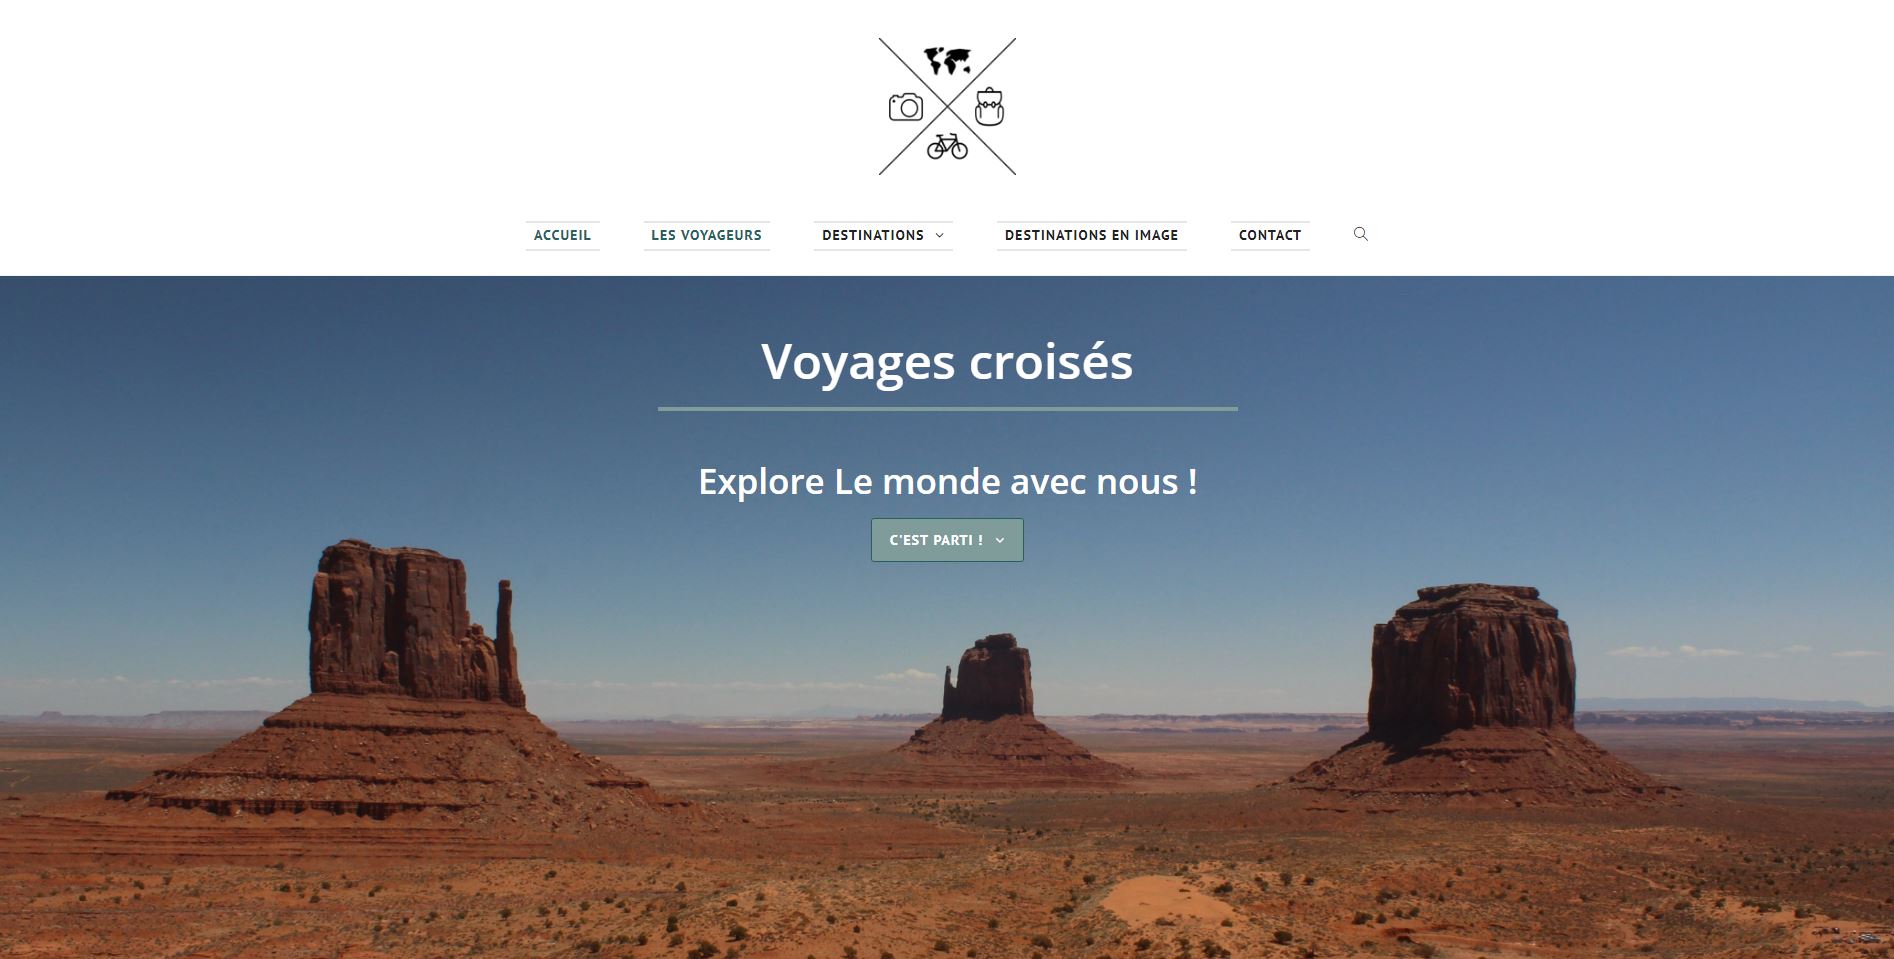 ACCUEIL LES VOYAGEURS DESTINATIONS DESTINATIONS EN IMAGE CONTACT
Voyages croisés
Explore Le monde avec nous !
C'EST PARTI !